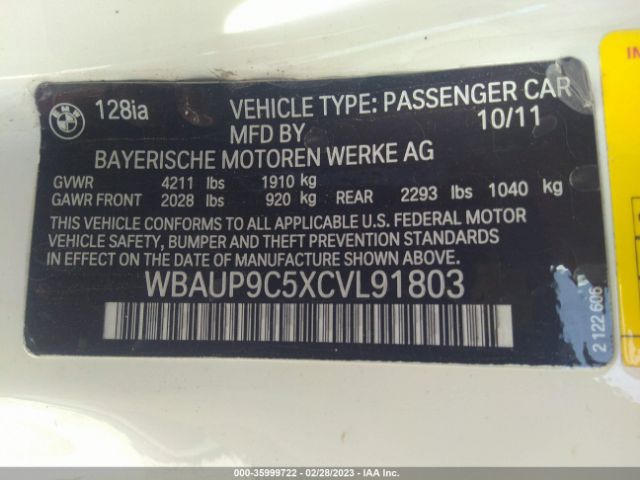 BMW
128ia
VEHICLE TYPE: PASSENGER CAR
MFD BY 10/11
BAYERISCHE MOTOREN WERKE AG
GVWR 4211 lbs 1910 kg
GAWR FRONT 2028 lbs 920 kg REAR 2293 lbs 1040 kg
THIS VEHICLE CONFORMS TO ALL APPLICABLE U.S. FEDERAL MOTOR
VEHICLE SAFETY, BUMPER AND THEFT PREVENTION STANDARDS
IN EFFECT ON THE DATE OF MANUFACTURE SHOWN ABOVE.
WBAUP9C5XCVL91803
2 122 606
000-35999722 - 02/28/2023 - IAA Inc.